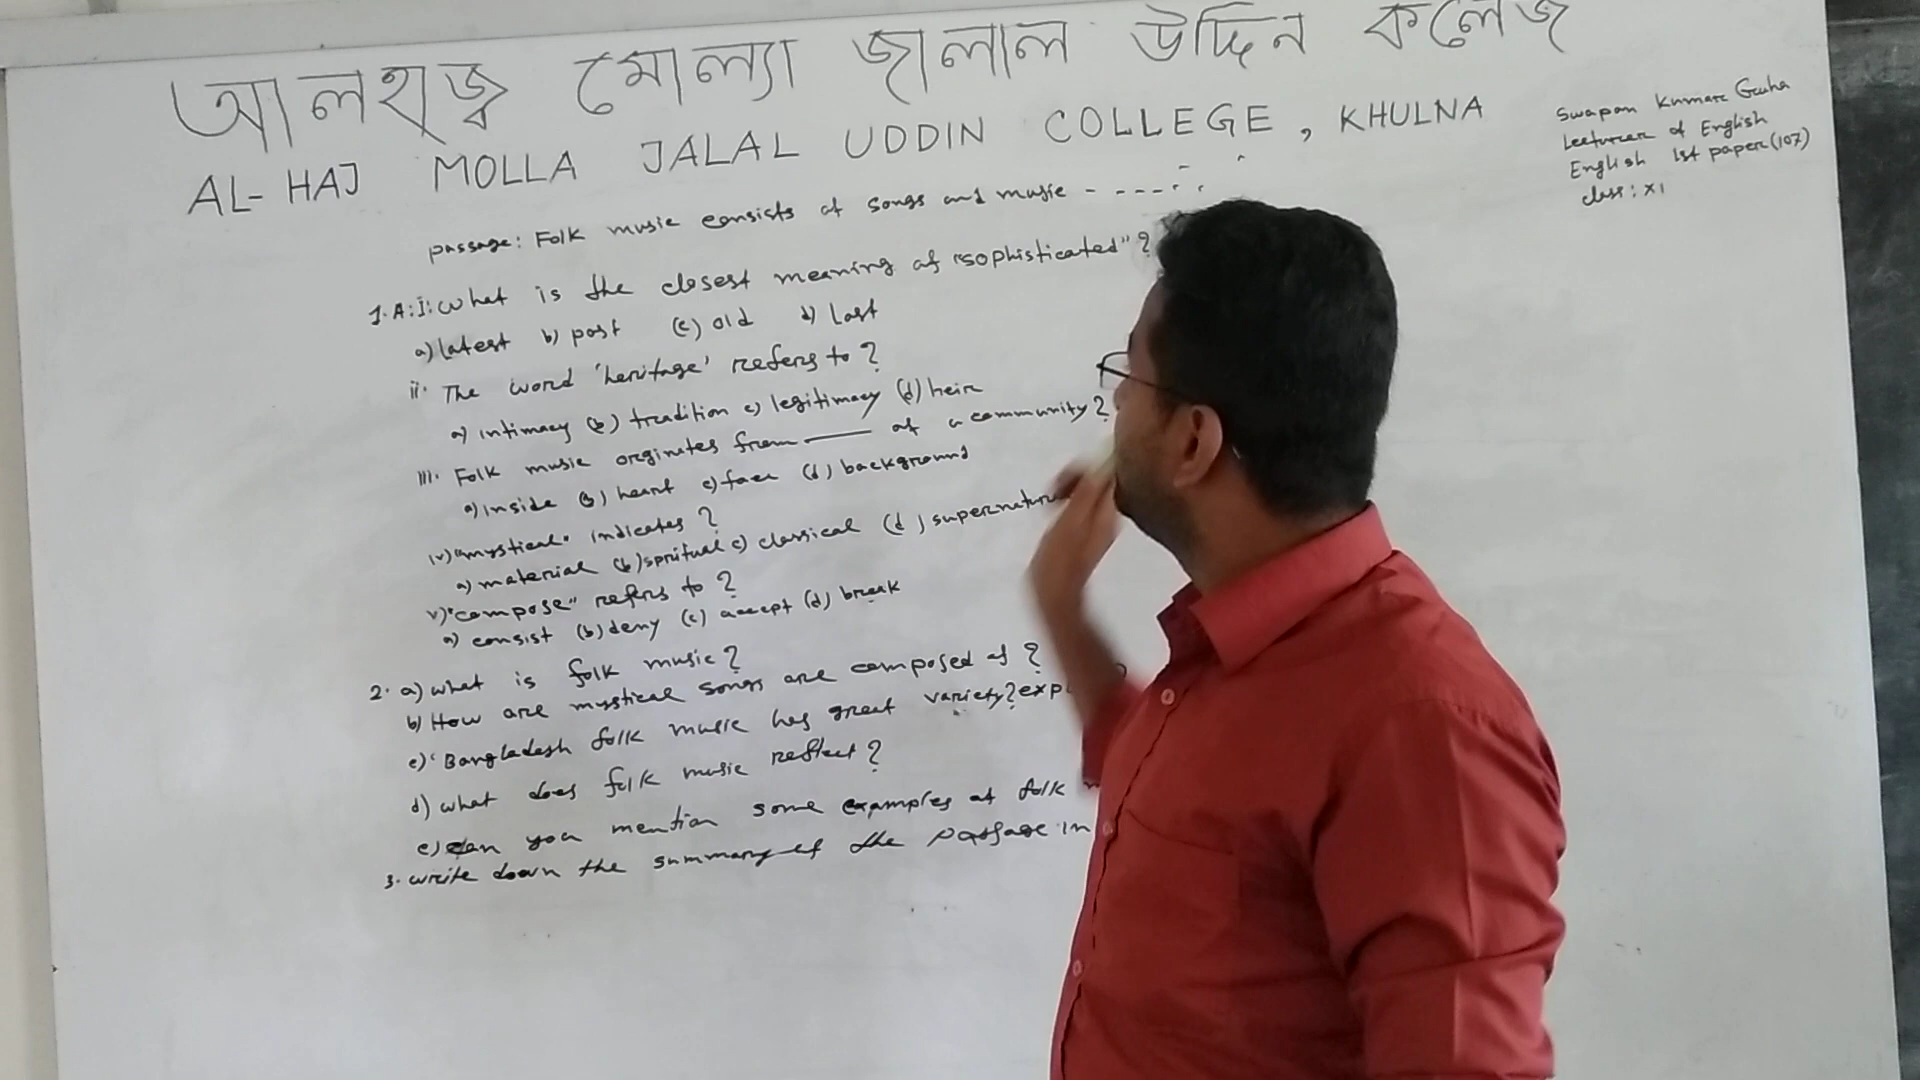 আলহাজ্ব মোল্যা জালাল উদ্দিন কলেজ
AL-HAJ MOLLA JALAL UDDIN COLLEGE, KHULNA
Swapan Kumar Guha
Lecturer of English
English 1st paper (107)
class: XI
passage: Folk music consists of songs and music - - - - - - -
1. A: I: What is the closest meaning of "sophisticated"?
a) latest b) past (c) old d) last
ii. The word 'heritage' refers to?
a) intimacy (b) tradition c) legitimacy (d) heir
iii. Folk music orginates from —— of a community?
a) inside (b) heart c) face (d) background
iv) "mystical" indicates?
a) material (b) spritual c) classical (d)
v) "compose" refers to?
a) consist (b) deny (c) accept (d) break
2. a) what is folk music?
b) How are mystical songs are composed of?
c) 'Bangladesh folk music has great variety?
d) what does folk music reflect?
e) can you mention some examples of folk
3. write down the summary of the passage in